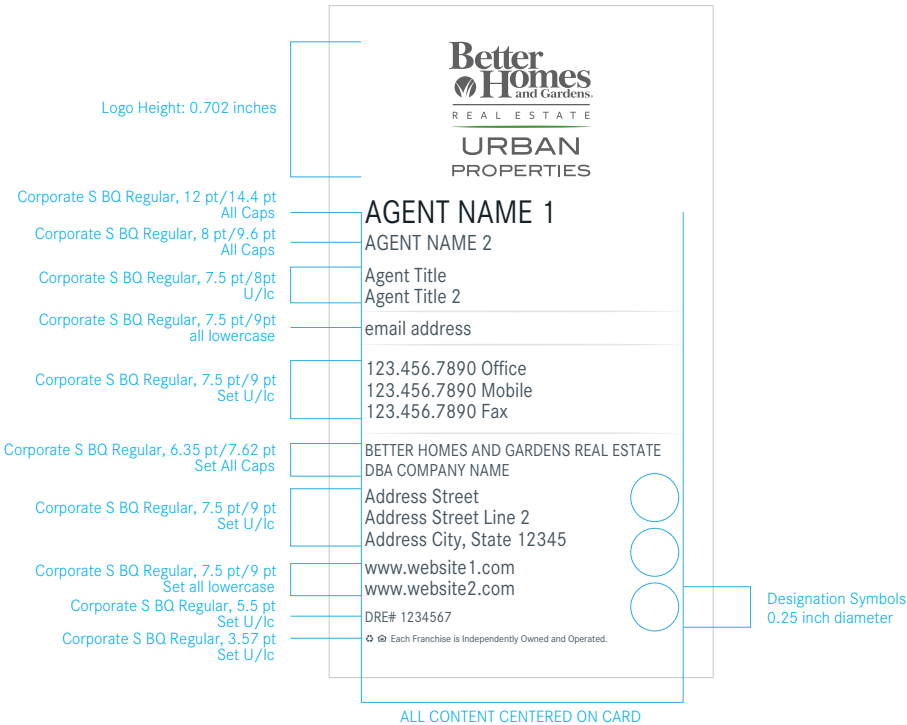 Better
Homes
and Gardens®
REAL ESTATE
URBAN
PROPERTIES
Logo Height: 0.702 inches
Corporate S BQ Regular, 12 pt/14.4 pt
All Caps
AGENT NAME 1
Corporate S BQ Regular, 8 pt/9.6 pt
All Caps
AGENT NAME 2
Corporate S BQ Regular, 7.5 pt/8pt
U/lc
Agent Title
Agent Title 2
Corporate S BQ Regular, 7.5 pt/9pt
all lowercase
email address
Corporate S BQ Regular, 7.5 pt/9 pt
Set U/lc
123.456.7890 Office
123.456.7890 Mobile
123.456.7890 Fax
Corporate S BQ Regular, 6.35 pt/7.62 pt
Set All Caps
BETTER HOMES AND GARDENS REAL ESTATE
DBA COMPANY NAME
Corporate S BQ Regular, 7.5 pt/9 pt
Set U/lc
Address Street
Address Street Line 2
Address City, State 12345
Corporate S BQ Regular, 7.5 pt/9 pt
Set all lowercase
www.website1.com
www.website2.com
Corporate S BQ Regular, 5.5 pt
Set U/lc
DRE# 1234567
Corporate S BQ Regular, 3.57 pt
Set U/lc
Each Franchise is Independently Owned and Operated.
Designation Symbols
0.25 inch diameter
ALL CONTENT CENTERED ON CARD